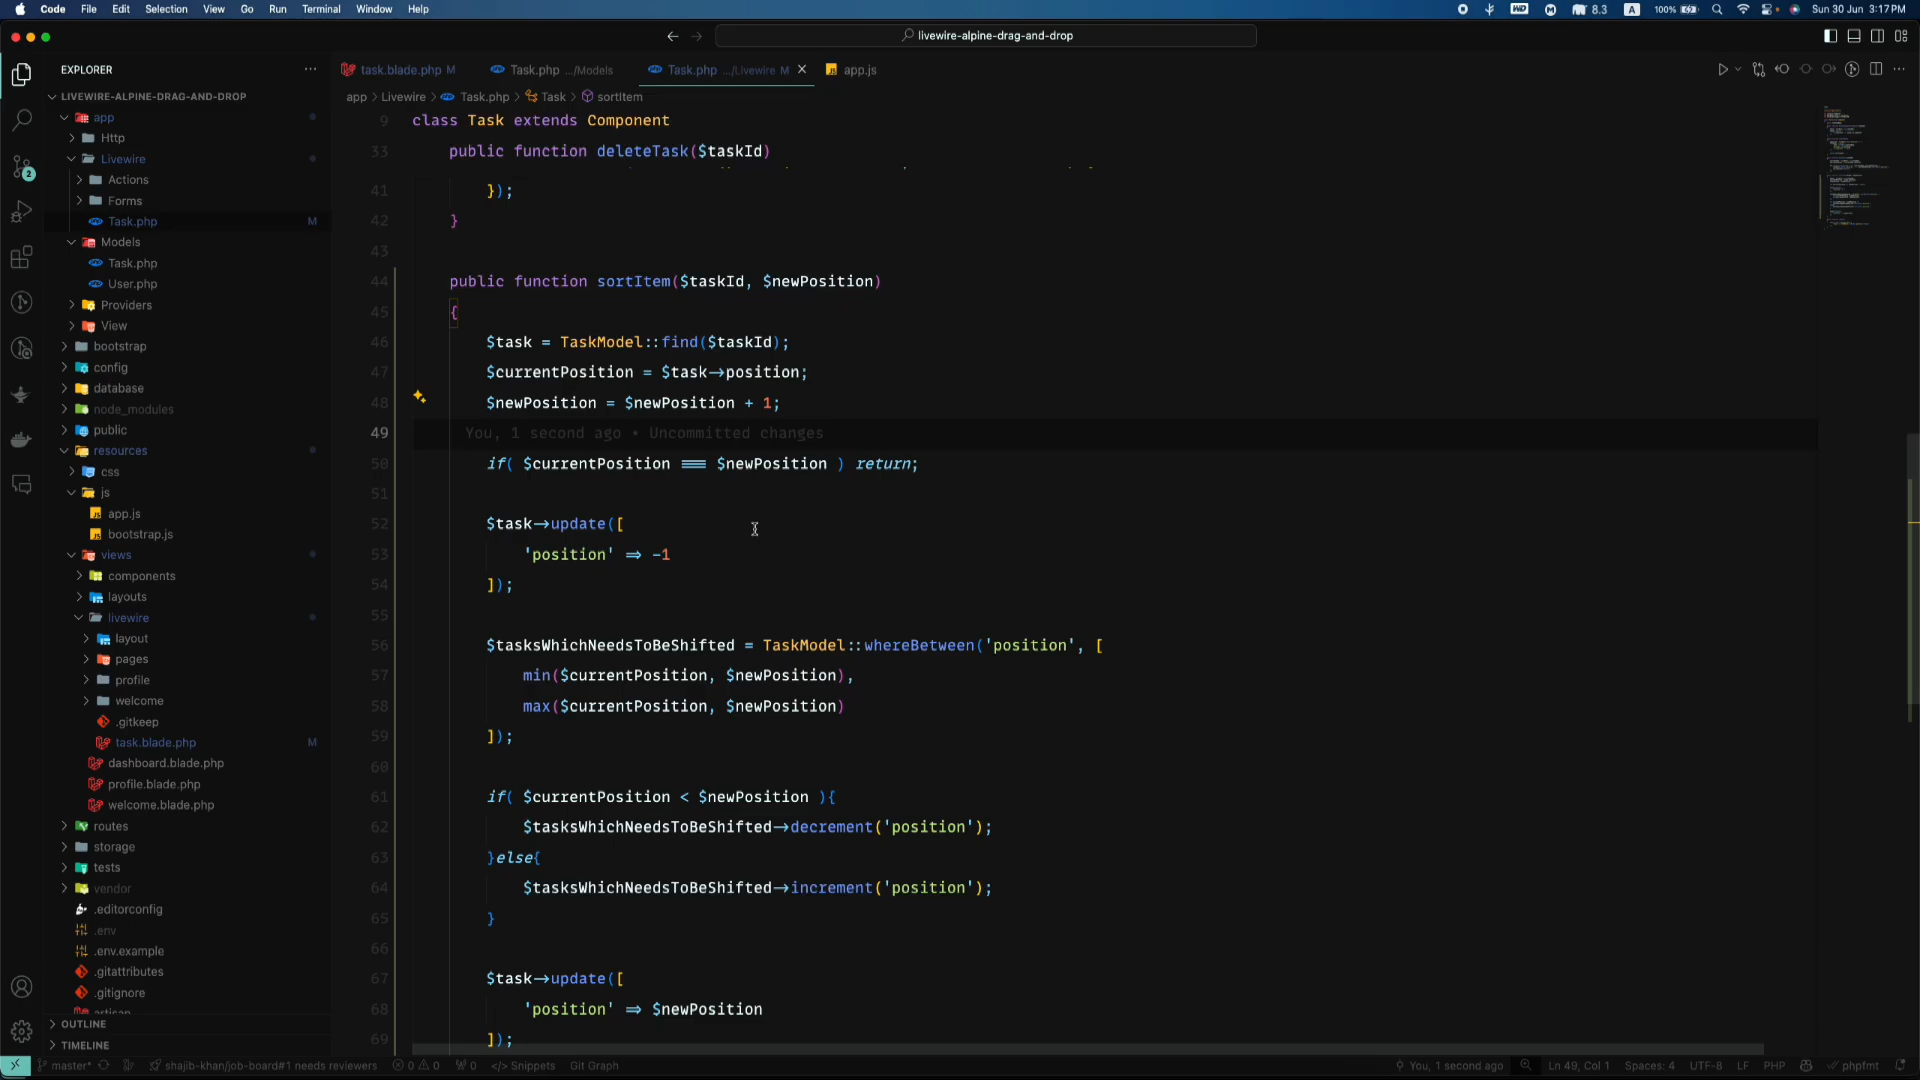 Code File Edit Selection View Go Run Terminal Window Help
8.3 A 100% Sun 30 Jun 3:17 PM
livewire-alpine-drag-and-drop
EXPLORER
task.blade.php M Task.php .../Models Task.php .../Livewire M app.js
LIVEWIRE-ALPINE-DRAG-AND-DROP
app > Livewire > Task.php > Task > sortItem
app
Http
Livewire
Actions
Forms
Task.php M
Models
Task.php
User.php
Providers
View
bootstrap
config
database
node_modules
public
resources
css
js
app.js
bootstrap.js
views
components
layouts
livewire
layout
pages
profile
welcome
.gitkeep
task.blade.php M
dashboard.blade.php
profile.blade.php
welcome.blade.php
routes
storage
tests
vendor
.editorconfig
.env
.env.example
.gitattributes
.gitignore
artisan
OUTLINE
TIMELINE
2
9 class Task extends Component
33 public function deleteTask($taskId)
41 });
42 }
43
44 public function sortItem($taskId, $newPosition)
45 {
46 $task = TaskModel::find($taskId);
47 $currentPosition = $task->position;
48 $newPosition = $newPosition + 1;
49 You, 1 second ago • Uncommitted changes
50 if( $currentPosition === $newPosition ) return;
51
52 $task->update([
53 'position' => -1
54 ]);
55
56 $tasksWhichNeedsToBeShifted = TaskModel::whereBetween('position', [
57 min($currentPosition, $newPosition),
58 max($currentPosition, $newPosition)
59 ]);
60
61 if( $currentPosition < $newPosition ){
62 $tasksWhichNeedsToBeShifted->decrement('position');
63 }else{
64 $tasksWhichNeedsToBeShifted->increment('position');
65 }
66
67 $task->update([
68 'position' => $newPosition
69 ]);
master* shajib-khan/job-board#1 needs reviewers 0 0 0 Snippets Git Graph You, 1 second ago Ln 49, Col 1 Spaces: 4 UTF-8 LF PHP phpfmt